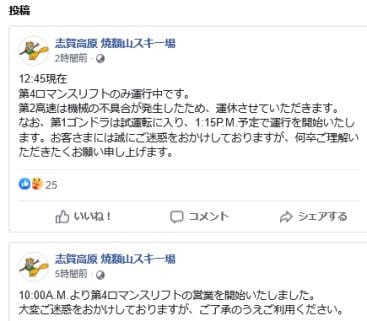 投稿
志賀高原 焼額山スキー場
2時間前
12:45現在
第4ロマンスリフトのみ運行中です。
第2高速は機械の不具合が発生したため、運休させていただきます。
なお、第1ゴンドラは試運転に入り、1:15P.M.予定で運行を開始いたし
ます。お客さまには誠にご迷惑をおかけしておりますが、何卒ご理解い
ただきたくお願い申し上げます。
25
いいね！ コメント シェアする
志賀高原 焼額山スキー場
5時間前
10:00A.M.より第4ロマンスリフトの営業を開始いたしました。
大変ご迷惑をおかけしておりますが、ご了承のうえご利用ください。